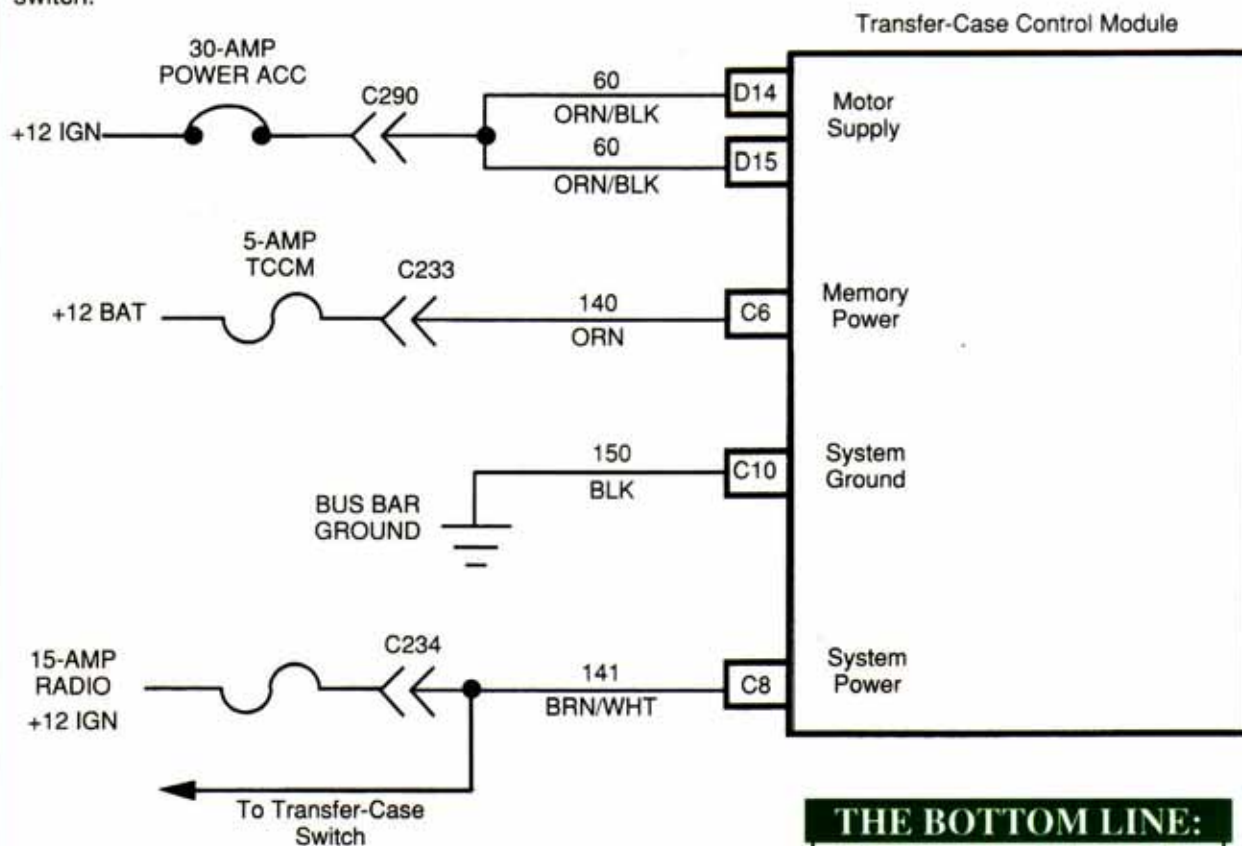 switch.
Transfer-Case Control Module
30-AMP
POWER ACC
C290
+12 IGN
60
ORN/BLK
60
ORN/BLK
D14
D15
Motor
Supply
5-AMP
TCCM
C233
+12 BAT
140
ORN
C6
Memory
Power
150
BLK
C10
System
Ground
BUS BAR
GROUND
15-AMP
RADIO
+12 IGN
C234
141
BRN/WHT
C8
System
Power
To Transfer-Case
Switch
THE BOTTOM LINE: